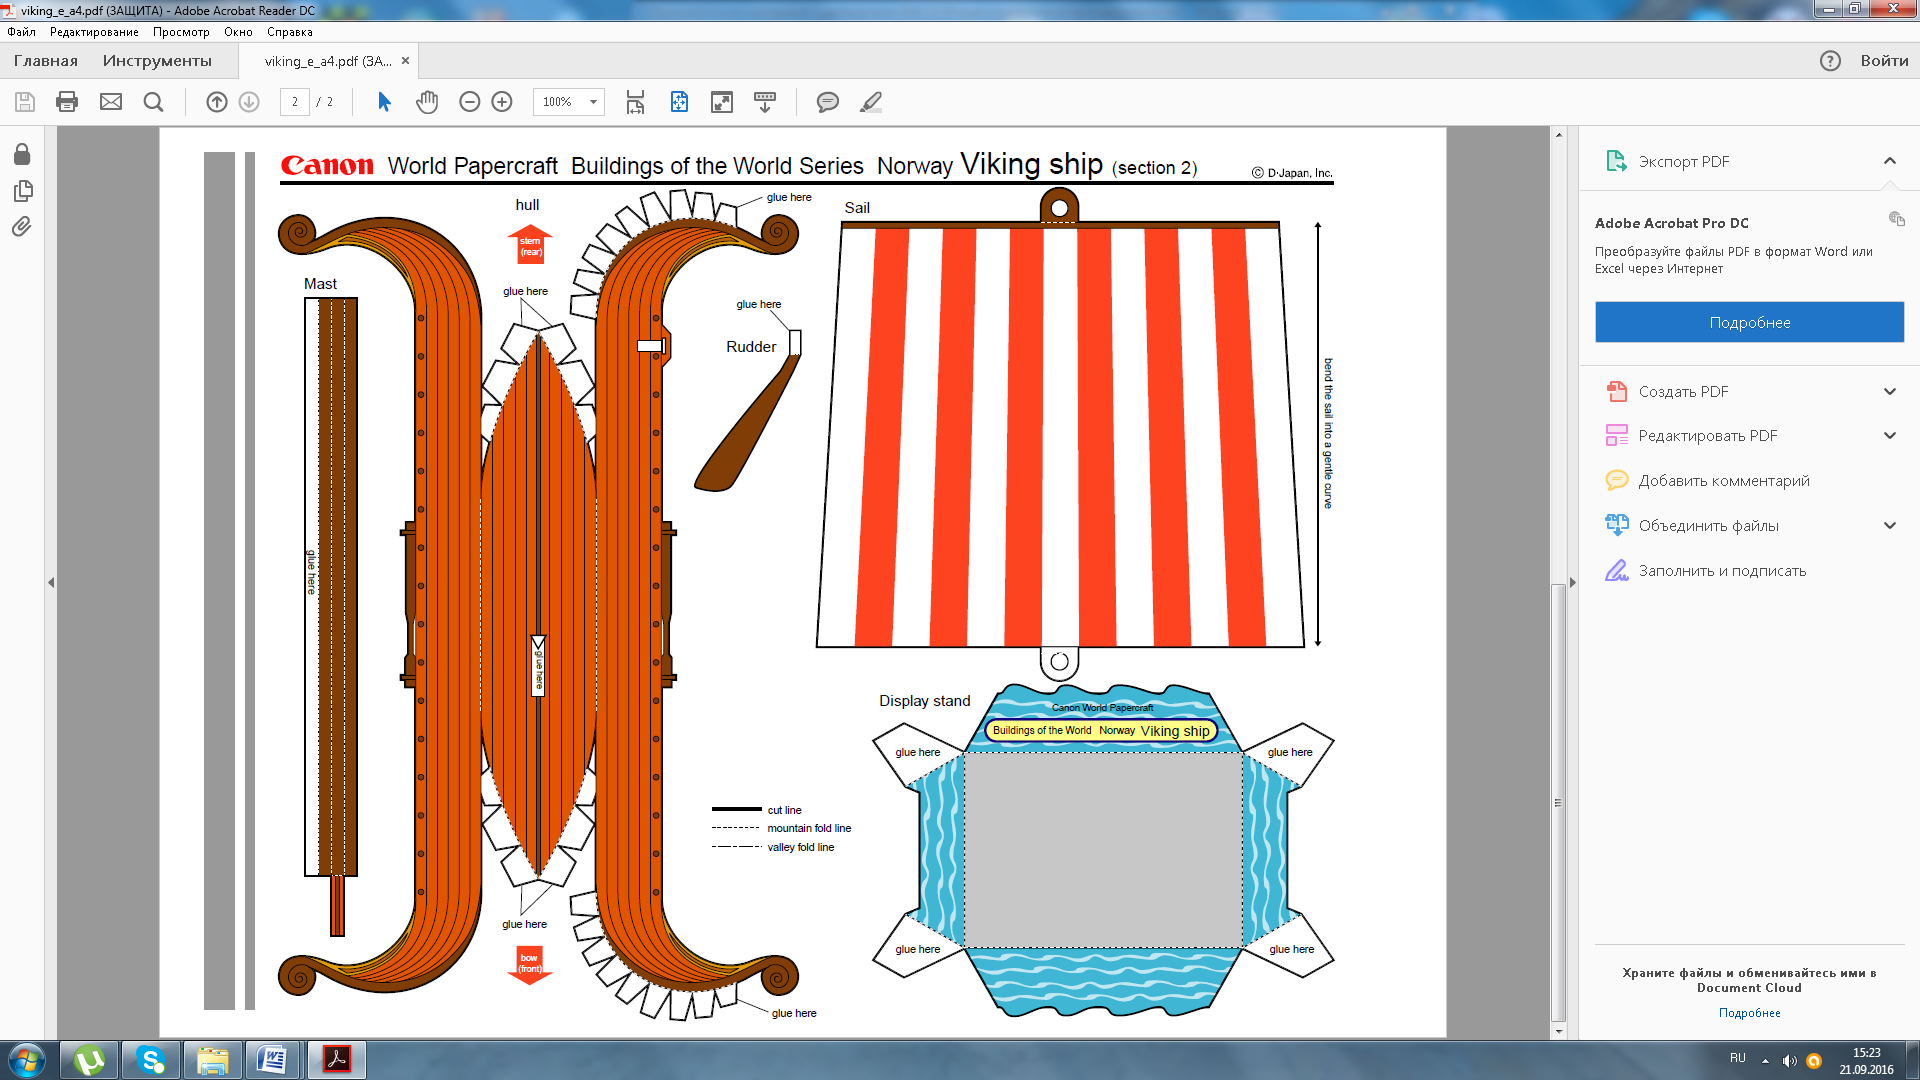 viking_e_a4.pdf (ЗАЩИТА) - Adobe Acrobat Reader DC
Файл Редактирование Просмотр Окно Справка
Главная Инструменты viking_e_a4.pdf (ЗА... × Войти
2 / 2 100%
Canon World Papercraft Buildings of the World Series Norway Viking ship (section 2) © D·Japan, Inc.
hull
stern
(rear)
glue here
glue here
Mast
glue here
glue here
Rudder
glue here
glue here
bow
(front)
glue here
Sail
bend the sail into a gentle curve
cut line
mountain fold line
valley fold line
Display stand
Canon World Papercraft
Buildings of the World Norway Viking ship
glue here
glue here
glue here
glue here
Экспорт PDF
Adobe Acrobat Pro DC
Преобразуйте файлы PDF в формат Word или
Excel через Интернет
Подробнее
Создать PDF
Редактировать PDF
Добавить комментарий
Объединить файлы
Заполнить и подписать
Храните файлы и обменивайтесь ими в
Document Cloud
Подробнее
RU
15:23
21.09.2016